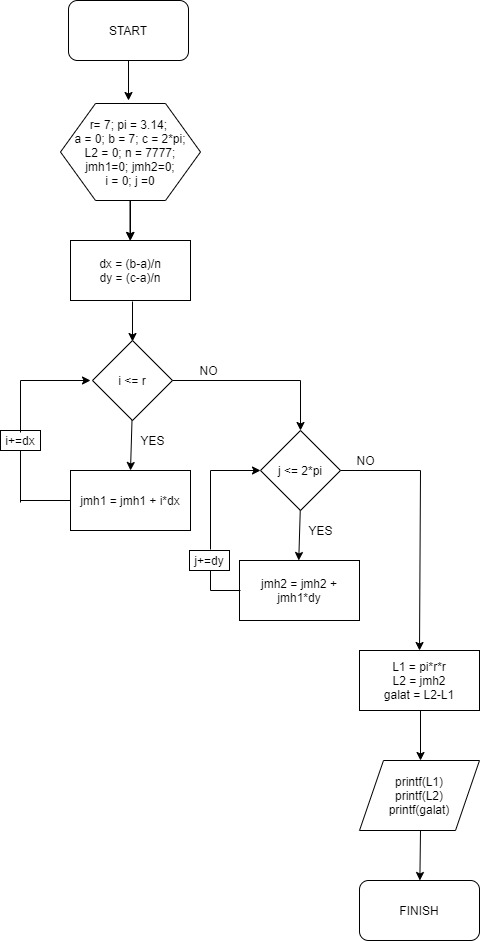 START
r= 7; pi = 3.14;
a = 0; b = 7; c = 2*pi;
L2 = 0; n = 7777;
jmh1=0; jmh2=0;
i = 0; j =0
dx = (b-a)/n
dy = (c-a)/n
i <= r
NO
YES
i+=dx
jmh1 = jmh1 + i*dx
j <= 2*pi
NO
YES
j+=dy
jmh2 = jmh2 +
jmh1*dy
L1 = pi*r*r
L2 = jmh2
galat = L2-L1
printf(L1)
printf(L2)
printf(galat)
FINISH